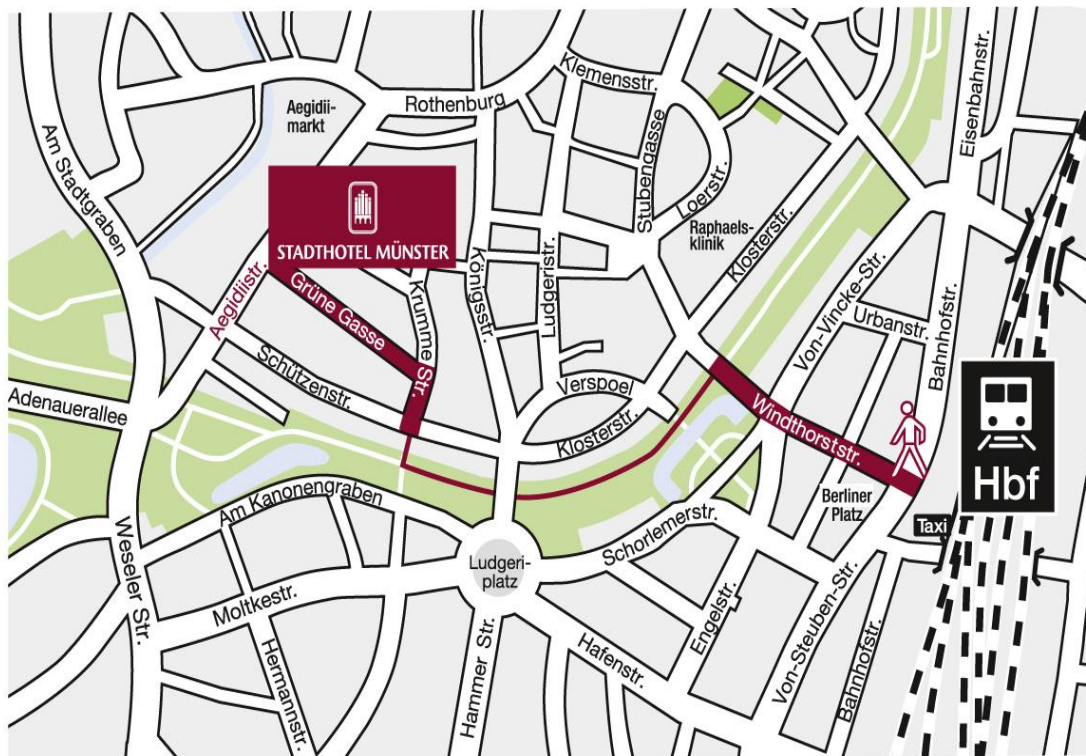 Klemensstr.
Eisenbahnstr.
Rothenburg
Aegidii-
markt
Am Stadtgraben
Stubengasse
Loerstr.
Raphaels-
klinik
Klosterstr.
STADTHOTEL MÜNSTER
Aegidiistr.
Grüne Gasse
Krumme Str.
Königsstr.
Ludgeristr.
Von-Vincke-Str.
Urbanstr.
Bahnhofstr.
Schützenstr.
Adenauerallee
Verspoel
Klosterstr.
Windthorststr.
Hbf
Berliner
Platz
Taxi
Am Kanonengraben
Schorlemerstr.
Ludgeri-
platz
Weseler Str.
Moltkestr.
Hermannstr.
Hammer Str.
Hafenstr.
Engelstr.
Von-Steuben-Str.
Bahnhofstr.